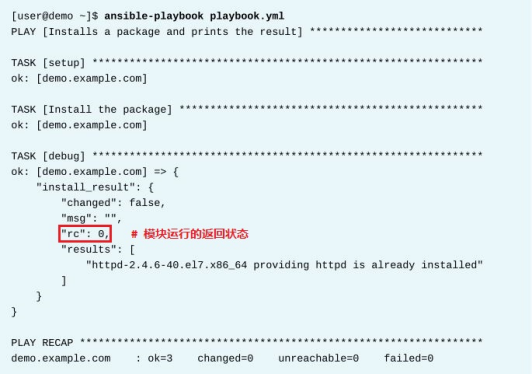 [user@demo ~]$ ansible-playbook playbook.yml
PLAY [Installs a package and prints the result] ****************************
TASK [setup] ***************************************************************
ok: [demo.example.com]
TASK [Install the package] *************************************************
ok: [demo.example.com]
TASK [debug] ***************************************************************
ok: [demo.example.com] => {
    "install_result": {
        "changed": false,
        "msg": "",
        "rc": 0,   # 模块运行的返回状态
        "results": [
            "httpd-2.4.6-40.el7.x86_64 providing httpd is already installed"
        ]
    }
}
PLAY RECAP *****************************************************************
demo.example.com    : ok=3    changed=0    unreachable=0    failed=0